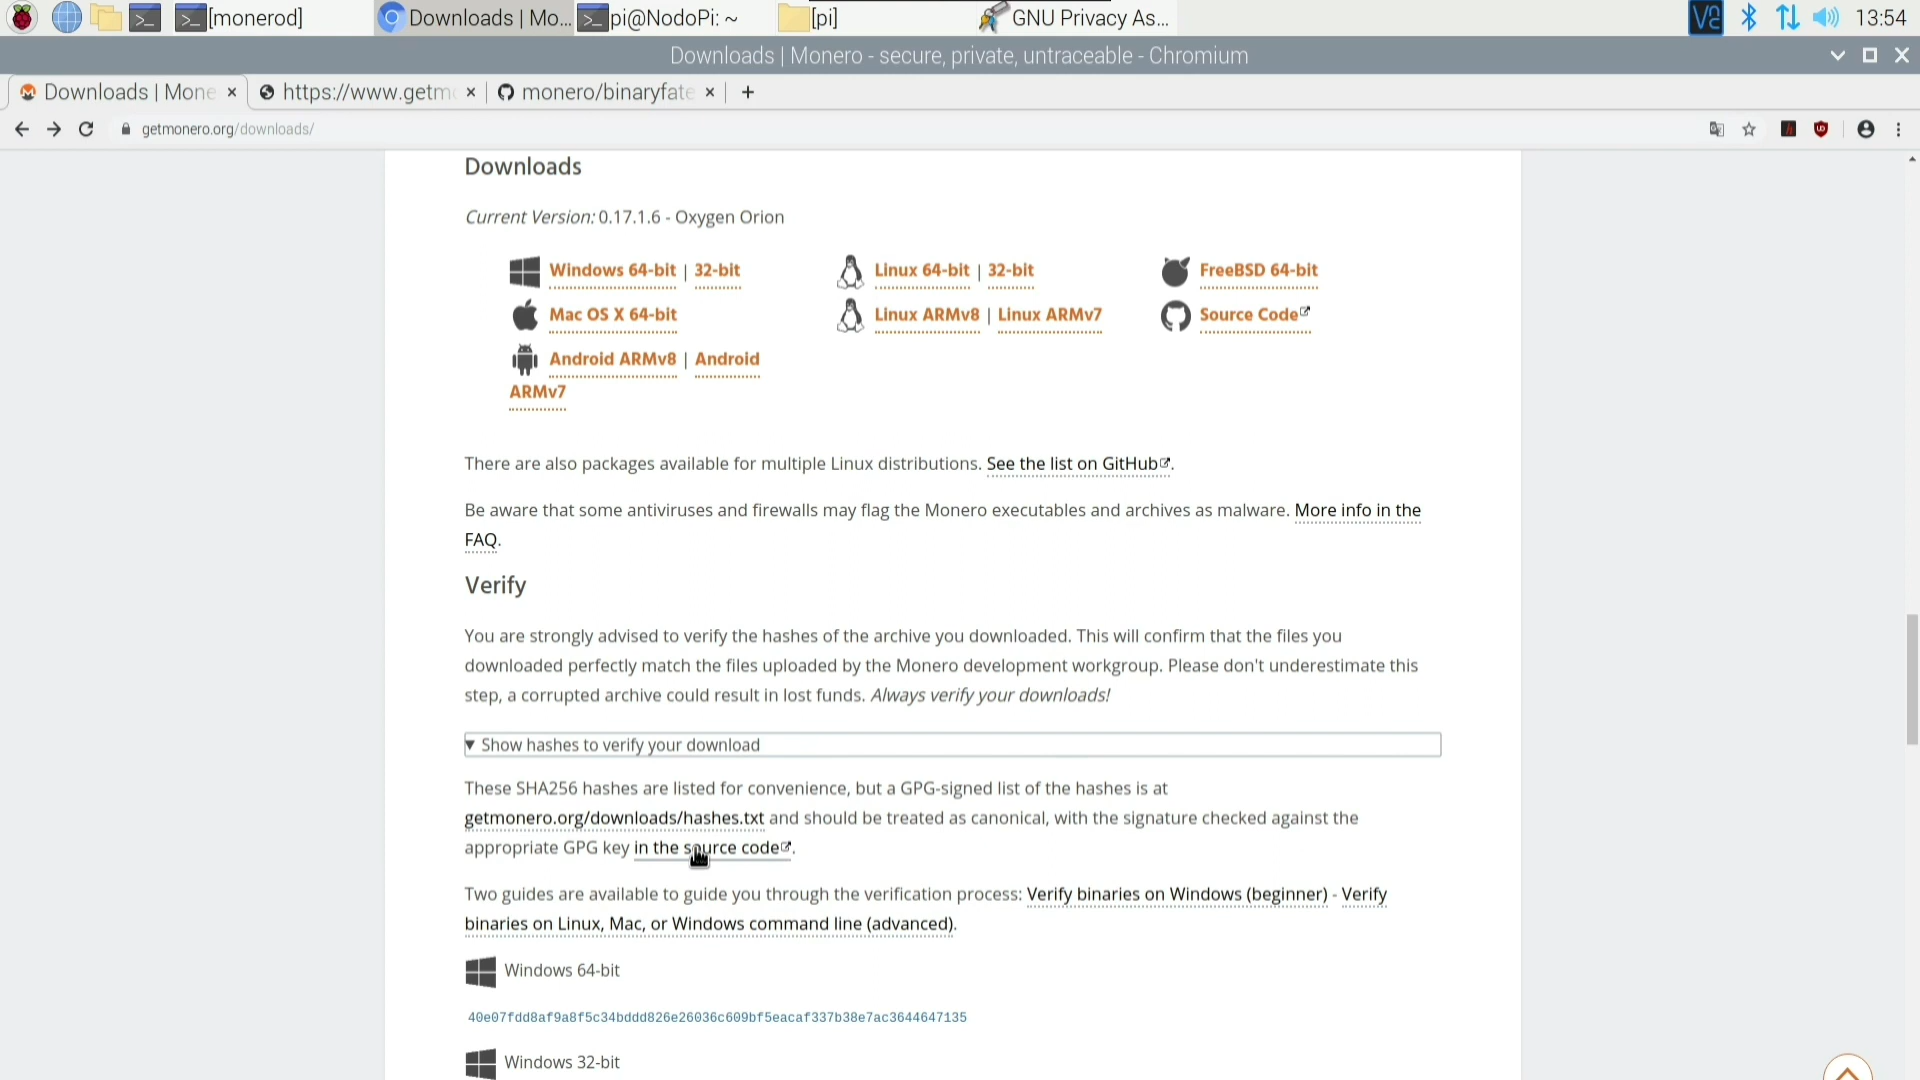 [monerod]
Downloads | Mo...
pi@NodoPi: ~
[pi]
GNU Privacy As...
V2
13:54
Downloads | Monero - secure, private, untraceable - Chromium
Downloads | Mone
https://www.getm
monero/binaryfate
getmonero.org/downloads/
Downloads
Current Version: 0.17.1.6 - Oxygen Orion
Windows 64-bit | 32-bit
Linux 64-bit | 32-bit
FreeBSD 64-bit
Mac OS X 64-bit
Linux ARMv8 | Linux ARMv7
Source Code
Android ARMv8 | Android
ARMv7
There are also packages available for multiple Linux distributions. See the list on GitHub.
Be aware that some antiviruses and firewalls may flag the Monero executables and archives as malware. More info in the
FAQ.
Verify
You are strongly advised to verify the hashes of the archive you downloaded. This will confirm that the files you
downloaded perfectly match the files uploaded by the Monero development workgroup. Please don't underestimate this
step, a corrupted archive could result in lost funds. Always verify your downloads!
▼ Show hashes to verify your download
These SHA256 hashes are listed for convenience, but a GPG-signed list of the hashes is at
getmonero.org/downloads/hashes.txt and should be treated as canonical, with the signature checked against the
appropriate GPG key in the source code.
Two guides are available to guide you through the verification process: Verify binaries on Windows (beginner) - Verify
binaries on Linux, Mac, or Windows command line (advanced).
Windows 64-bit
40e07fdd8af9a8f5c34bddd826e26036c609bf5eacaf337b38e7ac3644647135
Windows 32-bit